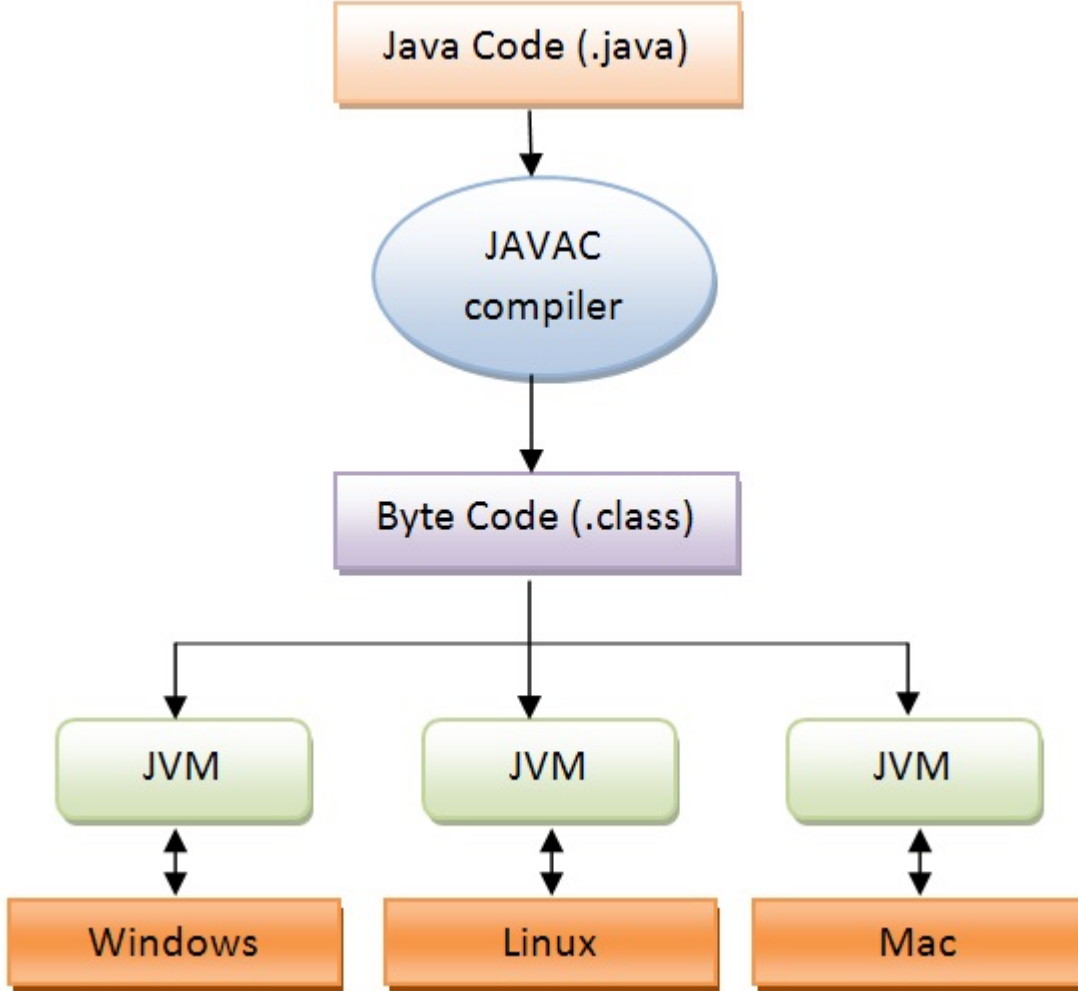 Java Code (.java)
JAVAC
compiler
Byte Code (.class)
JVM
JVM
JVM
Windows
Linux
Mac